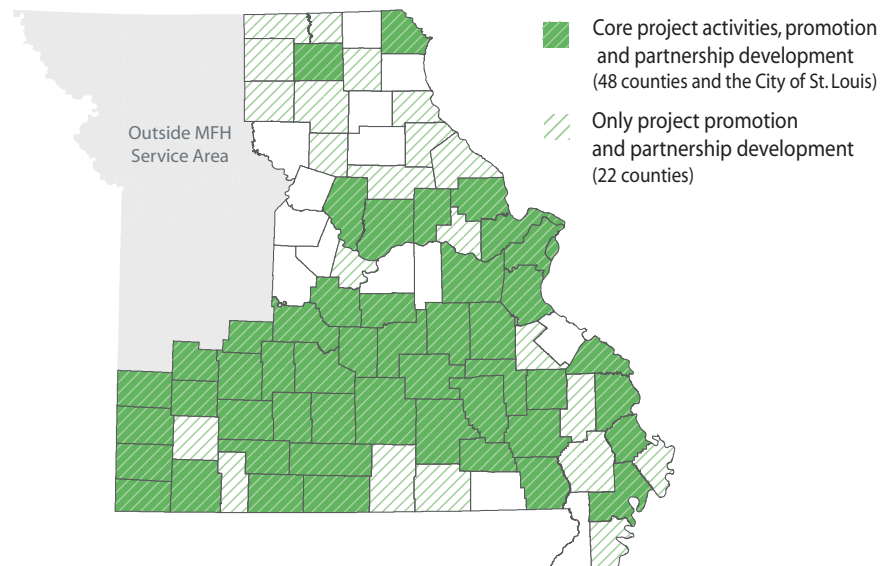 Outside MFH
Service Area
Core project activities, promotion
and partnership development
(48 counties and the City of St. Louis)
Only project promotion
and partnership development
(22 counties)